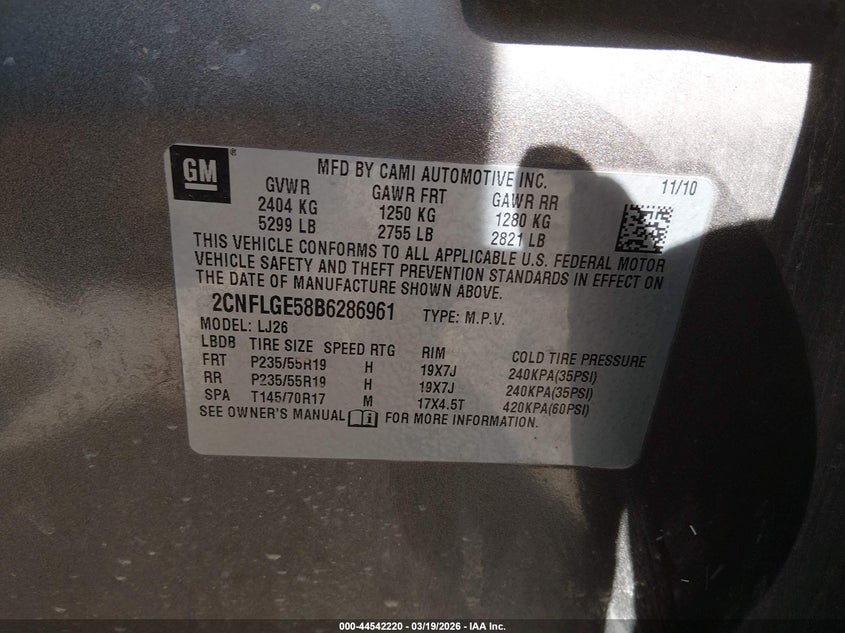 GM ®
MFD BY CAMI AUTOMOTIVE INC. 11/10
GVWR GAWR FRT GAWR RR
2404 KG 1250 KG 1280 KG
5299 LB 2755 LB 2821 LB
THIS VEHICLE CONFORMS TO ALL APPLICABLE U.S. FEDERAL MOTOR
VEHICLE SAFETY AND THEFT PREVENTION STANDARDS IN EFFECT ON
THE DATE OF MANUFACTURE SHOWN ABOVE.
2CNFLGE58B6286961 TYPE: M.P.V.
MODEL: LJ26
LBDB TIRE SIZE SPEED RTG RIM COLD TIRE PRESSURE
FRT P235/55R19 H 19X7J 240KPA(35PSI)
RR P235/55R19 H 19X7J 240KPA(35PSI)
SPA T145/70R17 M 17X4.5T 420KPA(60PSI)
SEE OWNER'S MANUAL FOR MORE INFORMATION.
000-44542220 - 03/19/2026 - IAA Inc.